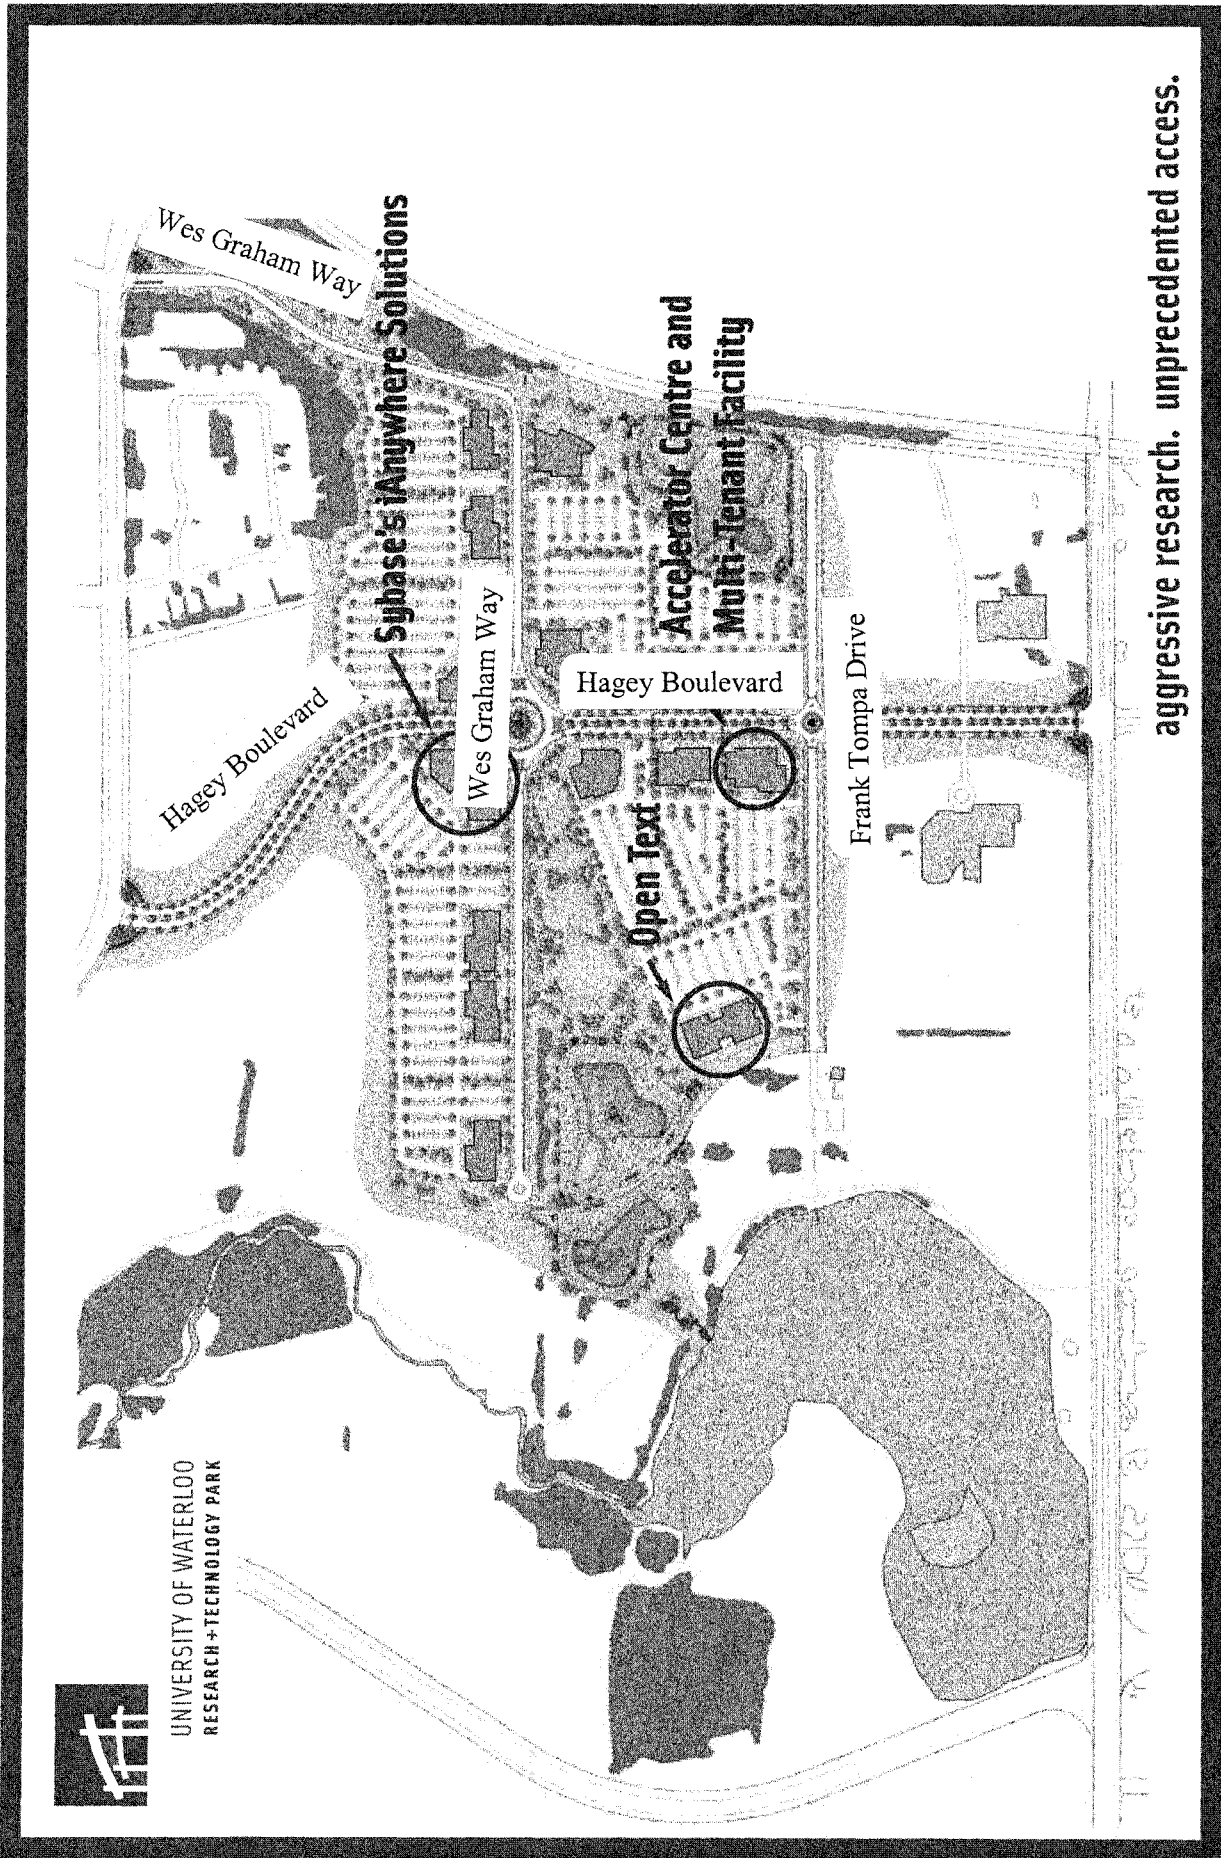 UNIVERSITY OF WATERLOO
RESEARCH+TECHNOLOGY PARK
Wes Graham Way
Sybase's iAnywhere Solutions
Hagey Boulevard
Wes Graham Way
Accelerator Centre and
Multi-Tenant Facility
Hagey Boulevard
Open Text
Frank Tompa Drive
aggressive research. unprecedented access.